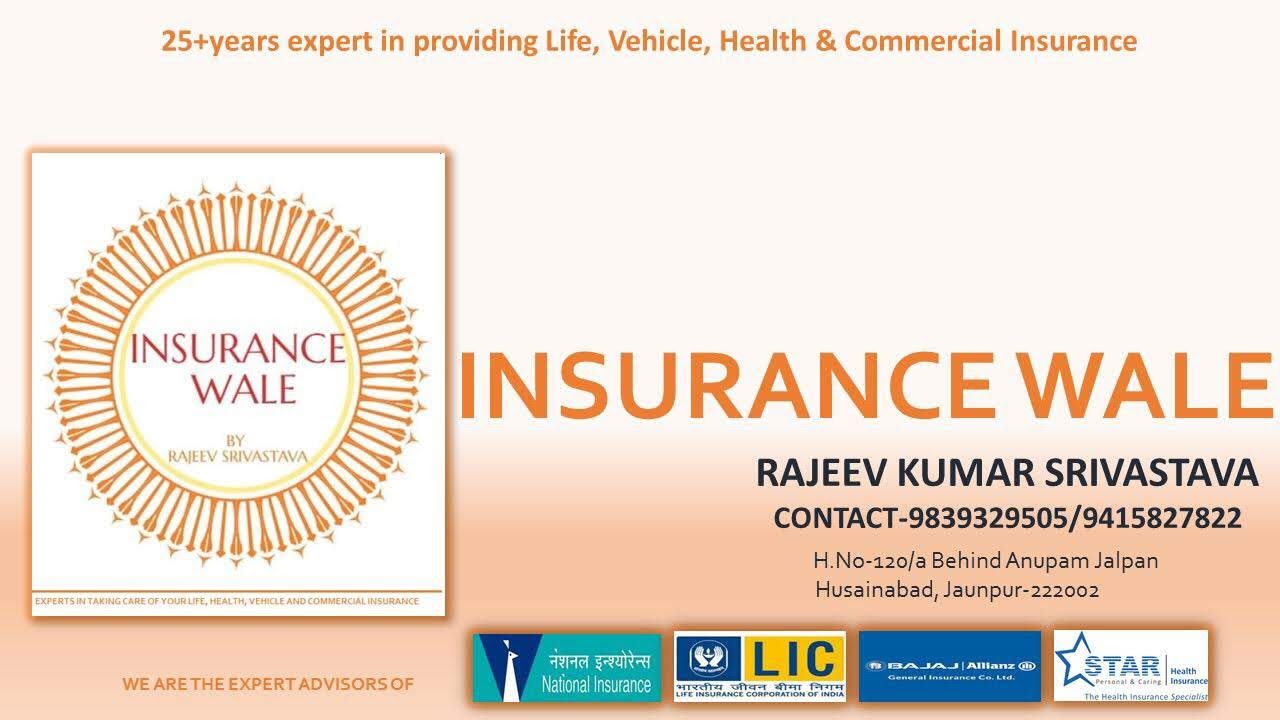 25+years expert in providing Life, Vehicle, Health & Commercial Insurance
INSURANCE
WALE
BY
RAJEEV SRIVASTAVA
EXPERTS IN TAKING CARE OF YOUR LIFE, HEALTH, VEHICLE AND COMMERCIAL INSURANCE
INSURANCE WALE
RAJEEV KUMAR SRIVASTAVA
CONTACT-9839329505/9415827822
H.No-120/a Behind Anupam Jalpan
Husainabad, Jaunpur-222002
WE ARE THE EXPERT ADVISORS OF
नेशनल इन्श्योरेन्स
National Insurance
LIC
भारतीय जीवन बीमा निगम
LIFE INSURANCE CORPORATION OF INDIA
BAJAJ | Allianz
General Insurance Co. Ltd.
STAR Health
Personal & Caring Insurance
The Health Insurance Specialist